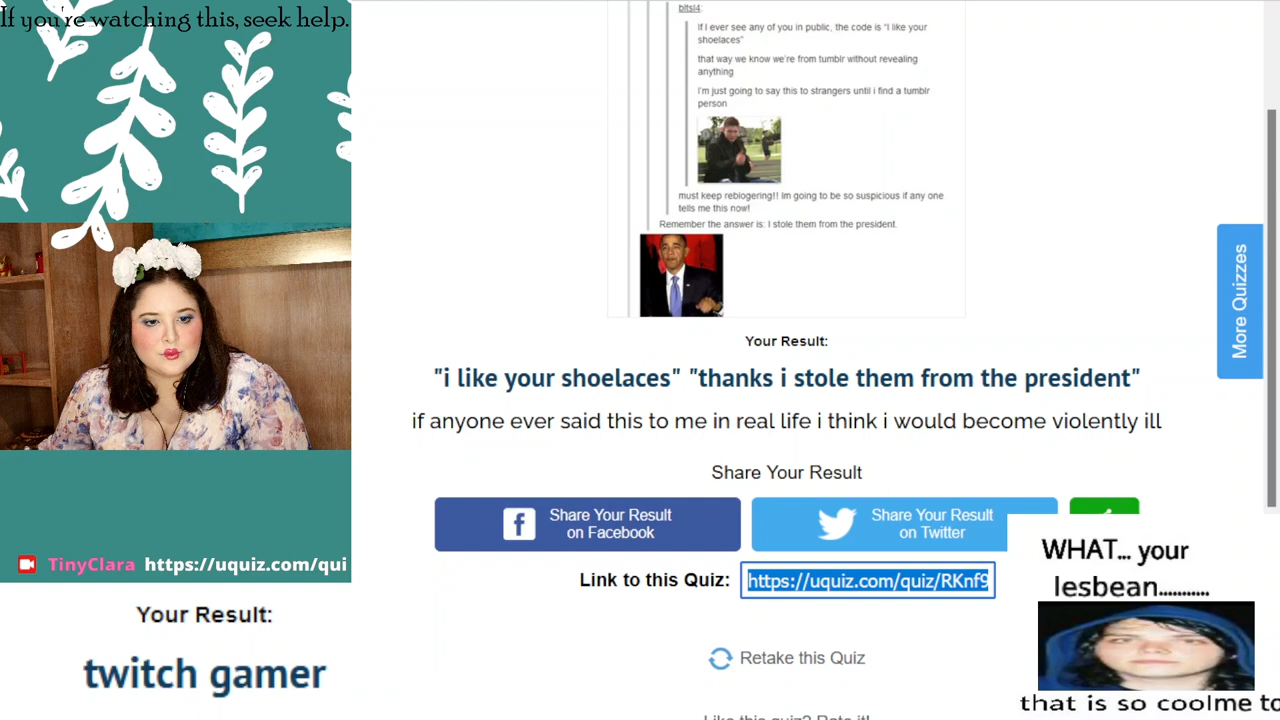 If you're watching this, seek help.
bitsl4:
If I ever see any of you in public, the code is "I like your
shoelaces"
that way we know we're from tumblr without revealing
anything
I'm just going to say this to strangers until i find a tumblr
person
must keep reblogering!! Im going to be so suspicious if any one
tells me this now!
Remember the answer is: I stole them from the president.
Your Result:
"i like your shoelaces" "thanks i stole them from the president"
if anyone ever said this to me in real life i think i would become violently ill
Share Your Result
Share Your Result
on Facebook
Share Your Result
on Twitter
Link to this Quiz: https://uquiz.com/quiz/RKnf9
Retake this Quiz
Like this quiz? Rate it!
More Quizzes
TinyClara https://uquiz.com/qui
Your Result:
twitch gamer
WHAT... your
lesbean...........
that is so coolme to